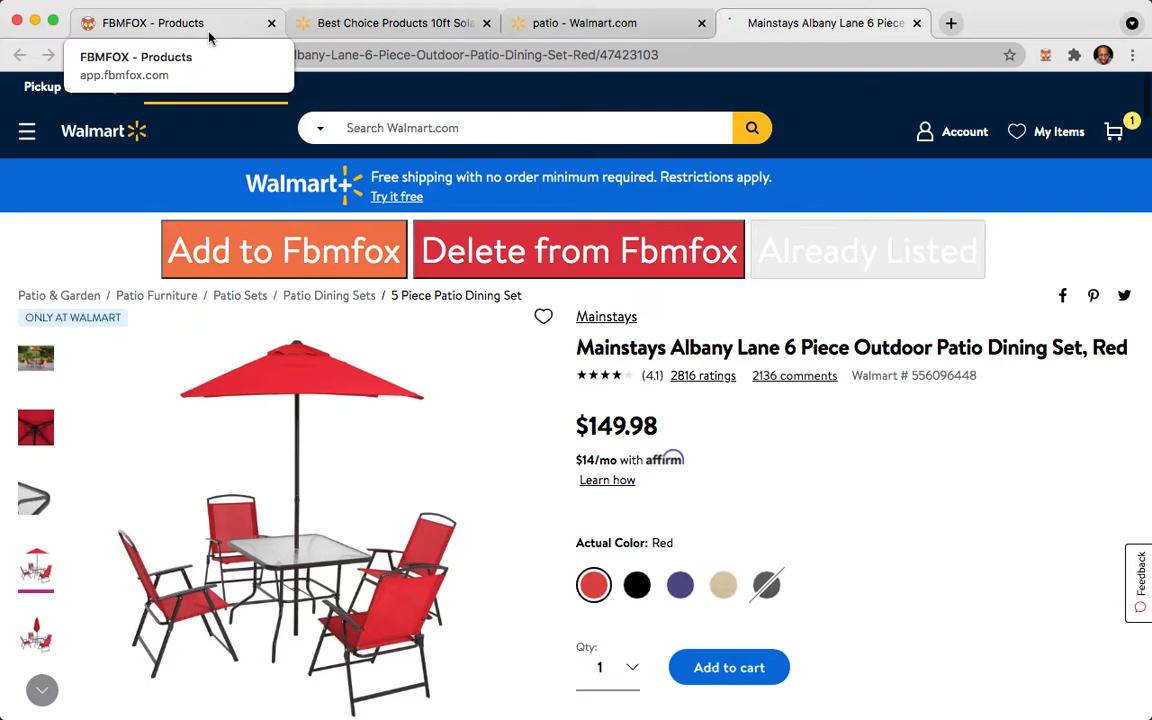 FBMFOX - Products
Best Choice Products 10ft Sola
patio - Walmart.com
Mainstays Albany Lane 6 Piece
FBMFOX - Products
app.fbmfox.com
lbany-Lane-6-Piece-Outdoor-Patio-Dining-Set-Red/47423103
Pickup
Walmart
Search Walmart.com
Account
My Items
1
Walmart+
Free shipping with no order minimum required. Restrictions apply.
Try it free
Add to Fbmfox
Delete from Fbmfox
Already Listed
Patio & Garden / Patio Furniture / Patio Sets / Patio Dining Sets / 5 Piece Patio Dining Set
ONLY AT WALMART
Mainstays
Mainstays Albany Lane 6 Piece Outdoor Patio Dining Set, Red
(4.1) 2816 ratings 2136 comments Walmart # 556096448
$149.98
$14/mo with affirm
Learn how
Actual Color: Red
Qty:
1
Add to cart
Feedback